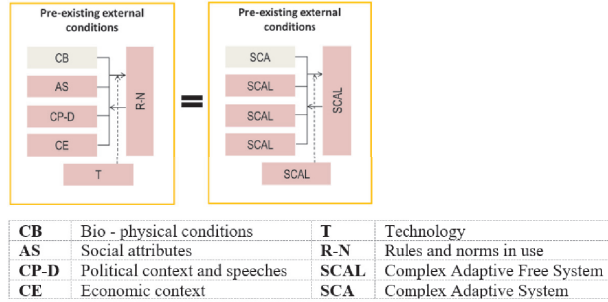 Pre-existing external
conditions
CB
AS
CP-D
CE
T
R-N
=
Pre-existing external
conditions
SCA
SCAL
SCAL
SCAL
SCAL
SCAL
CB Bio - physical conditions T Technology
AS Social attributes R-N Rules and norms in use
CP-D Political context and speeches SCAL Complex Adaptive Free System
CE Economic context SCA Complex Adaptive System